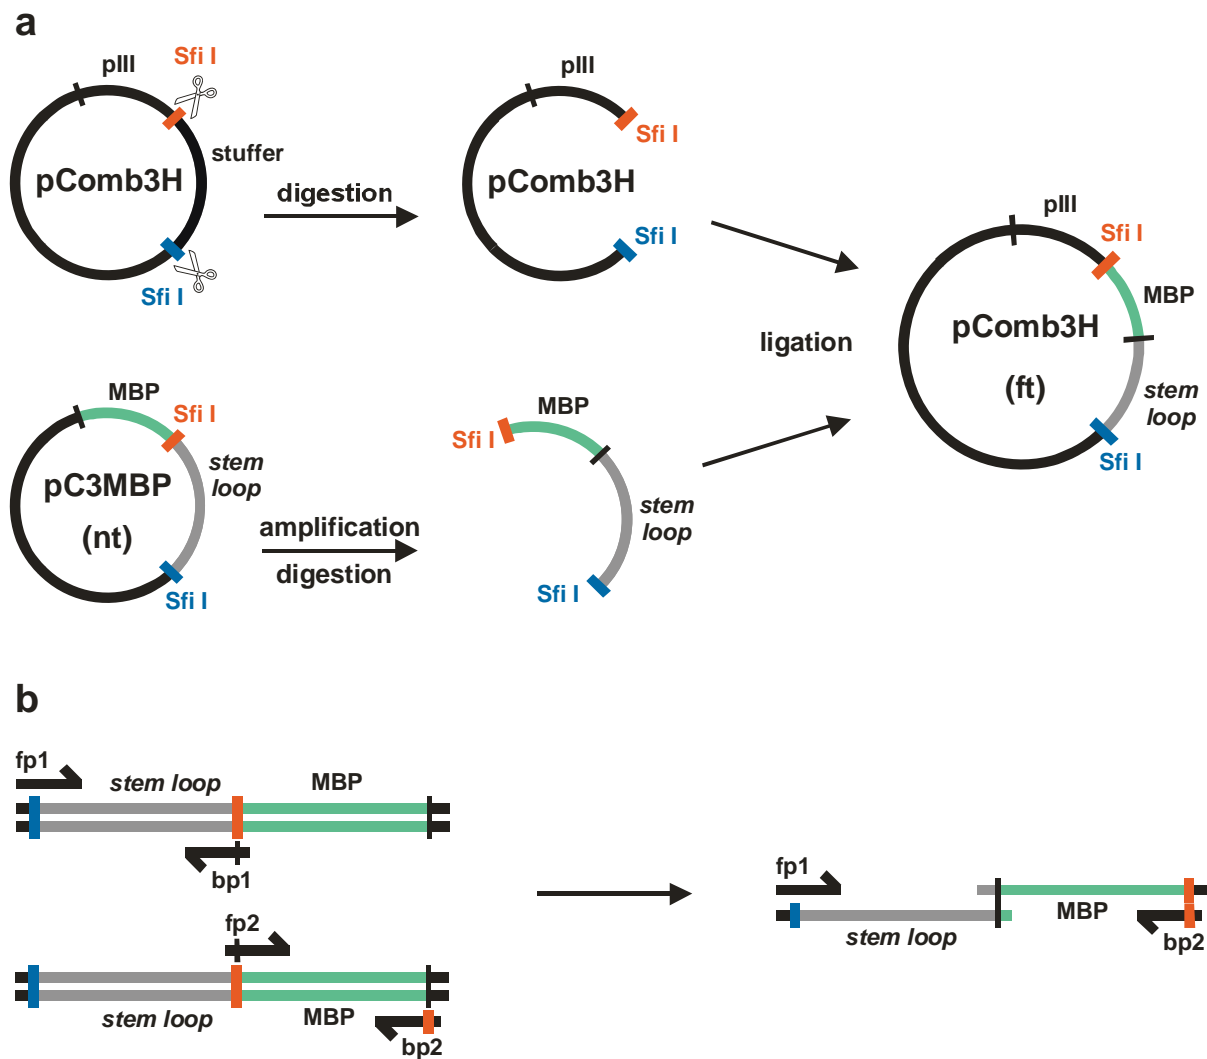 a
Sfi I
pIII
stuffer
pComb3H
Sfi I
digestion
pIII
Sfi I
pComb3H
Sfi I
MBP
Sfi I
stem
loop
pC3MBP
(nt)
Sfi I
amplification
digestion
MBP
Sfi I
stem
loop
Sfi I
ligation
pIII
Sfi I
MBP
pComb3H
(ft)
stem
loop
Sfi I
b
fp1
stem loop
MBP
bp1
fp2
stem loop
MBP
bp2
fp1
MBP
stem loop
bp2